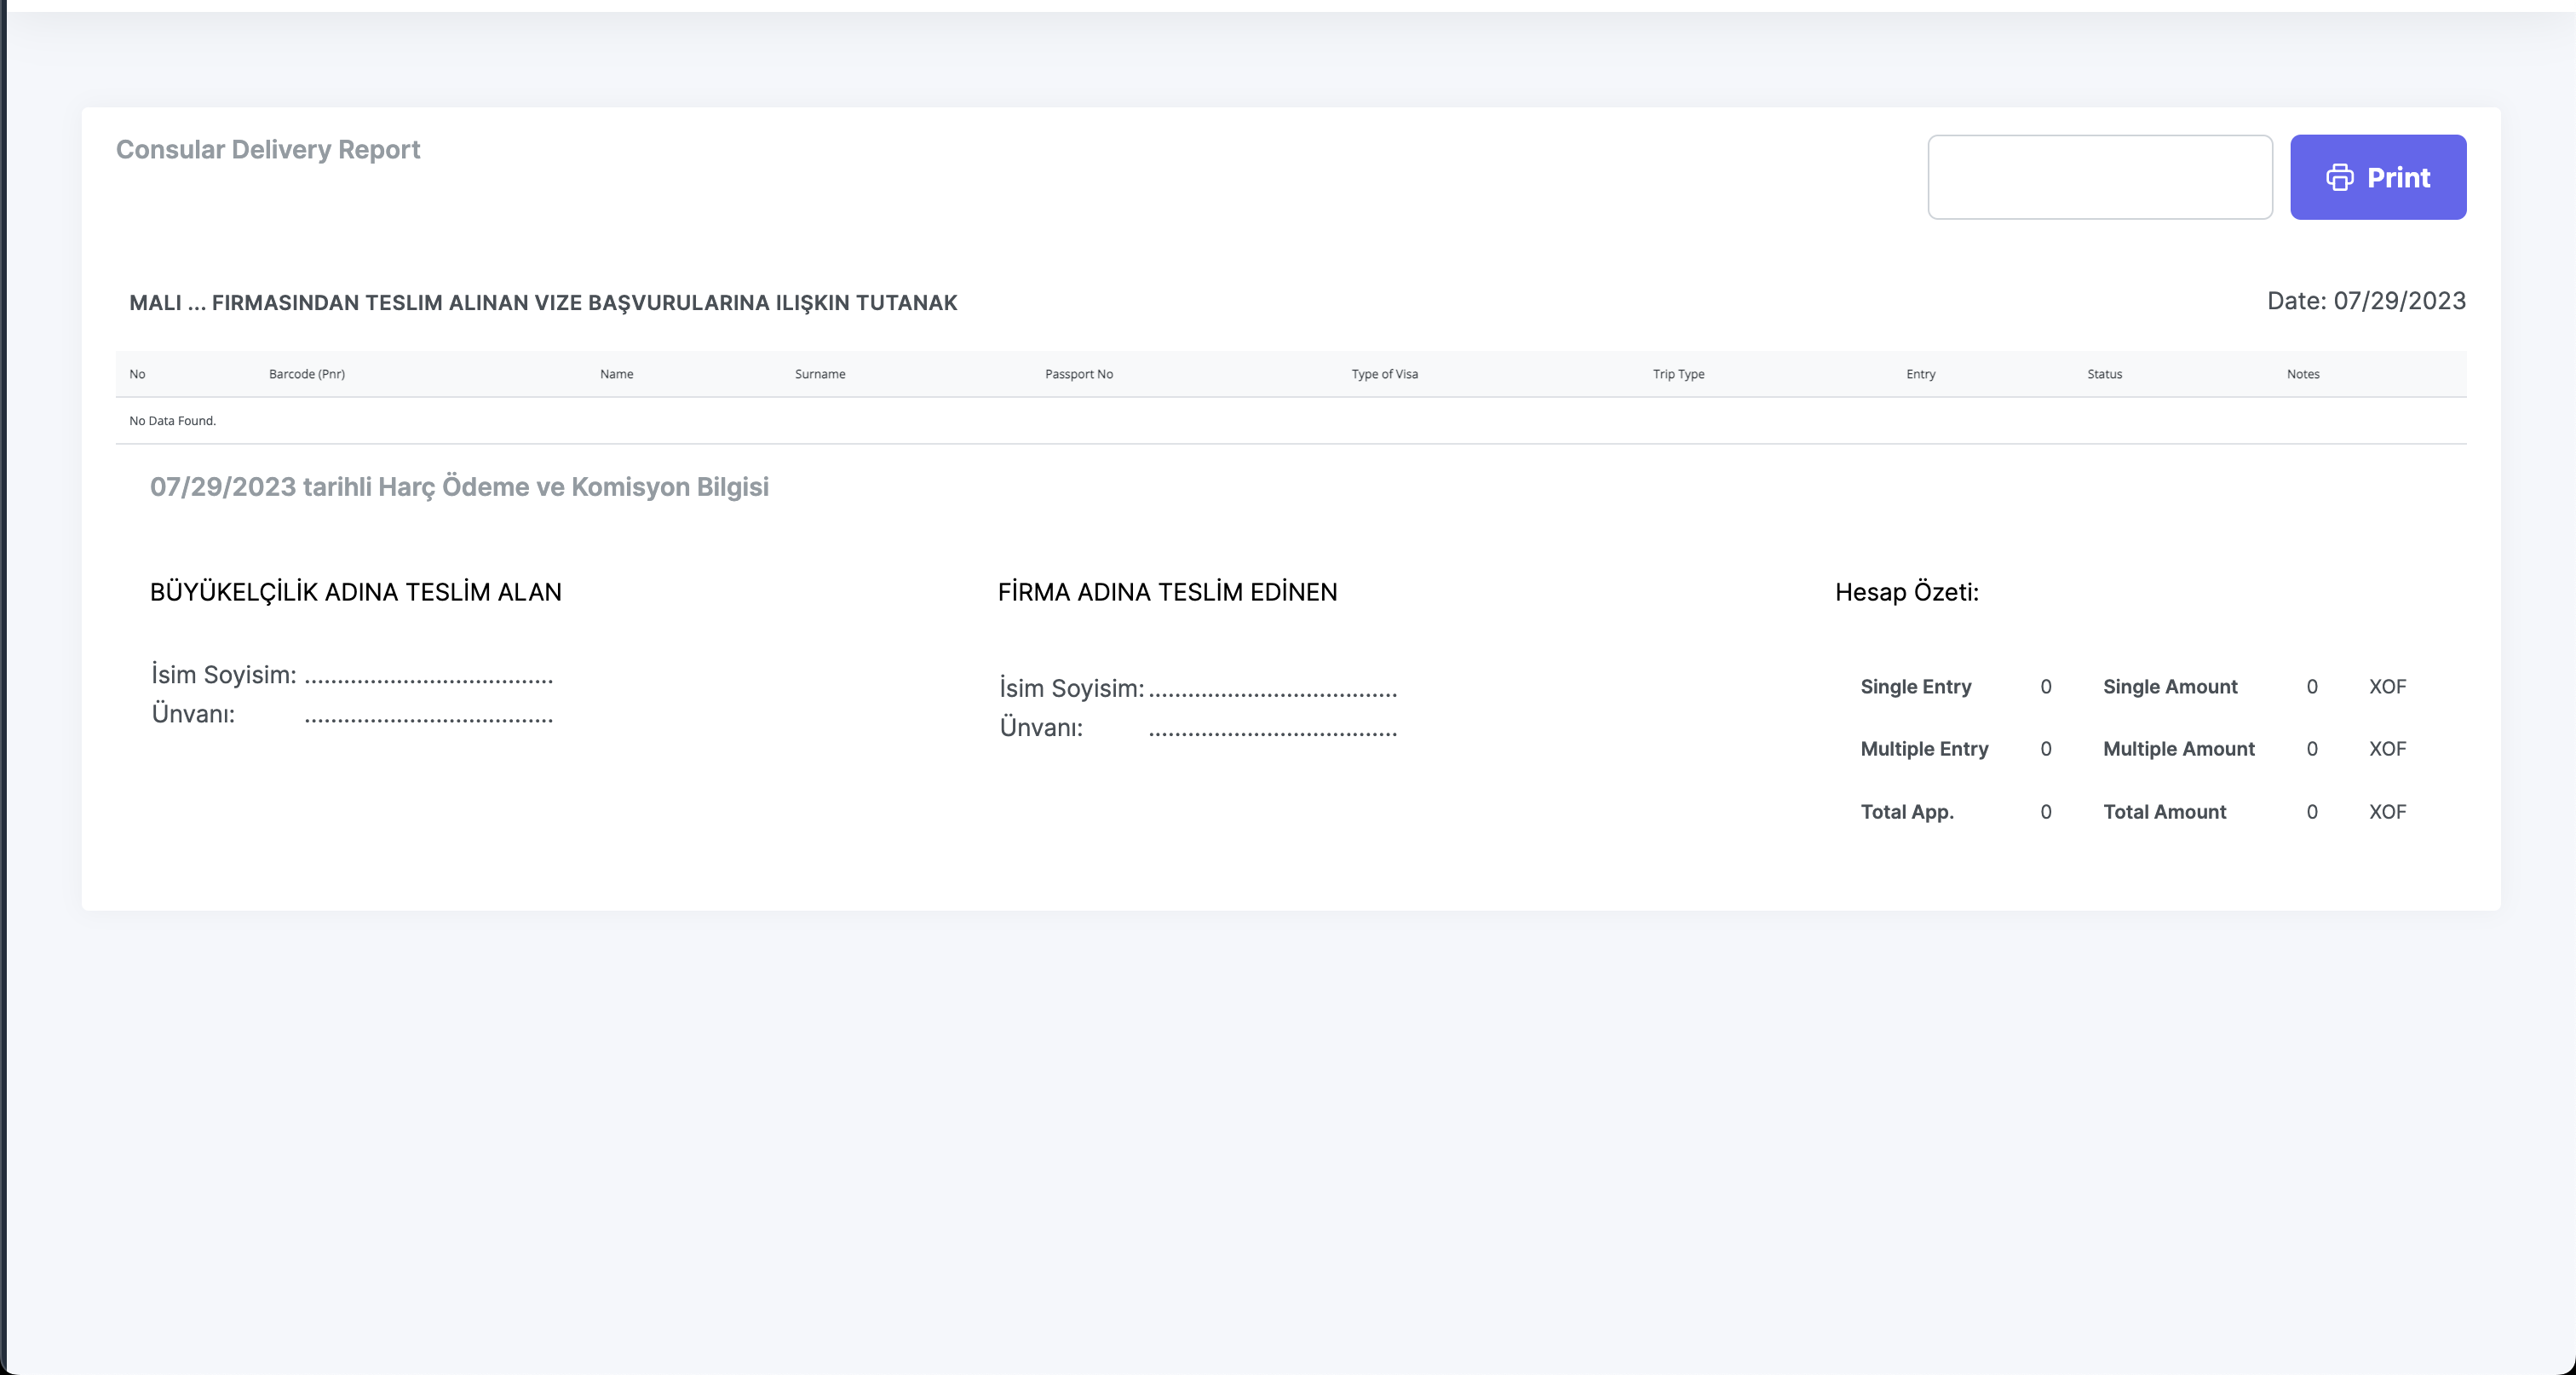 Consular Delivery Report
Print
MALI ... FIRMASINDAN TESLIM ALINAN VIZE BAŞVURULARINA ILIŞKIN TUTANAK
Date: 07/29/2023
No Barcode (Pnr) Name Surname Passport No Type of Visa Trip Type Entry Status Notes
No Data Found.
07/29/2023 tarihli Harç Ödeme ve Komisyon Bilgisi
BÜYÜKELÇİLİK ADINA TESLİM ALAN
İsim Soyisim: ......................................
Ünvanı: ......................................
FİRMA ADINA TESLİM EDİNEN
İsim Soyisim: ......................................
Ünvanı: ......................................
Hesap Özeti:
Single Entry 0 Single Amount 0 XOF
Multiple Entry 0 Multiple Amount 0 XOF
Total App. 0 Total Amount 0 XOF